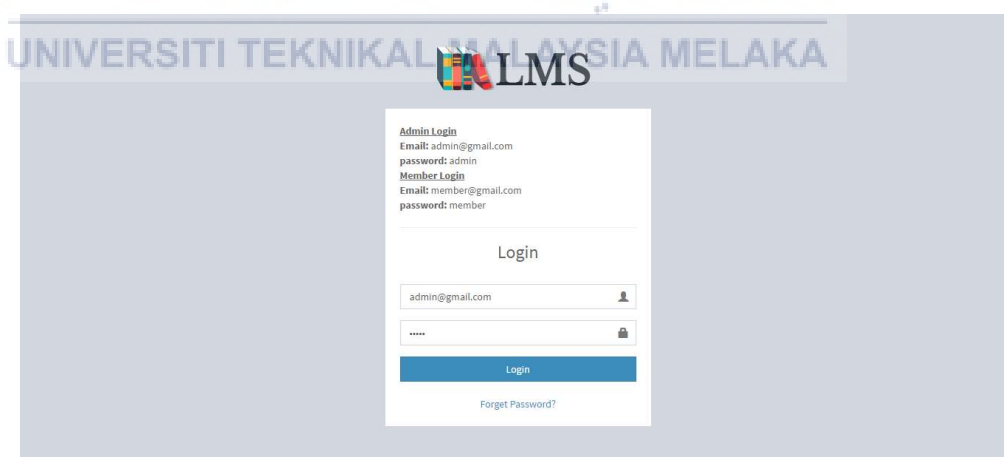 UNIVERSITI TEKNIKAL MALAYSIA MELAKA
LMS
Admin Login
Email: admin@gmail.com
password: admin
Member Login
Email: member@gmail.com
password: member
Login
admin@gmail.com
•••••
Login
Forget Password?